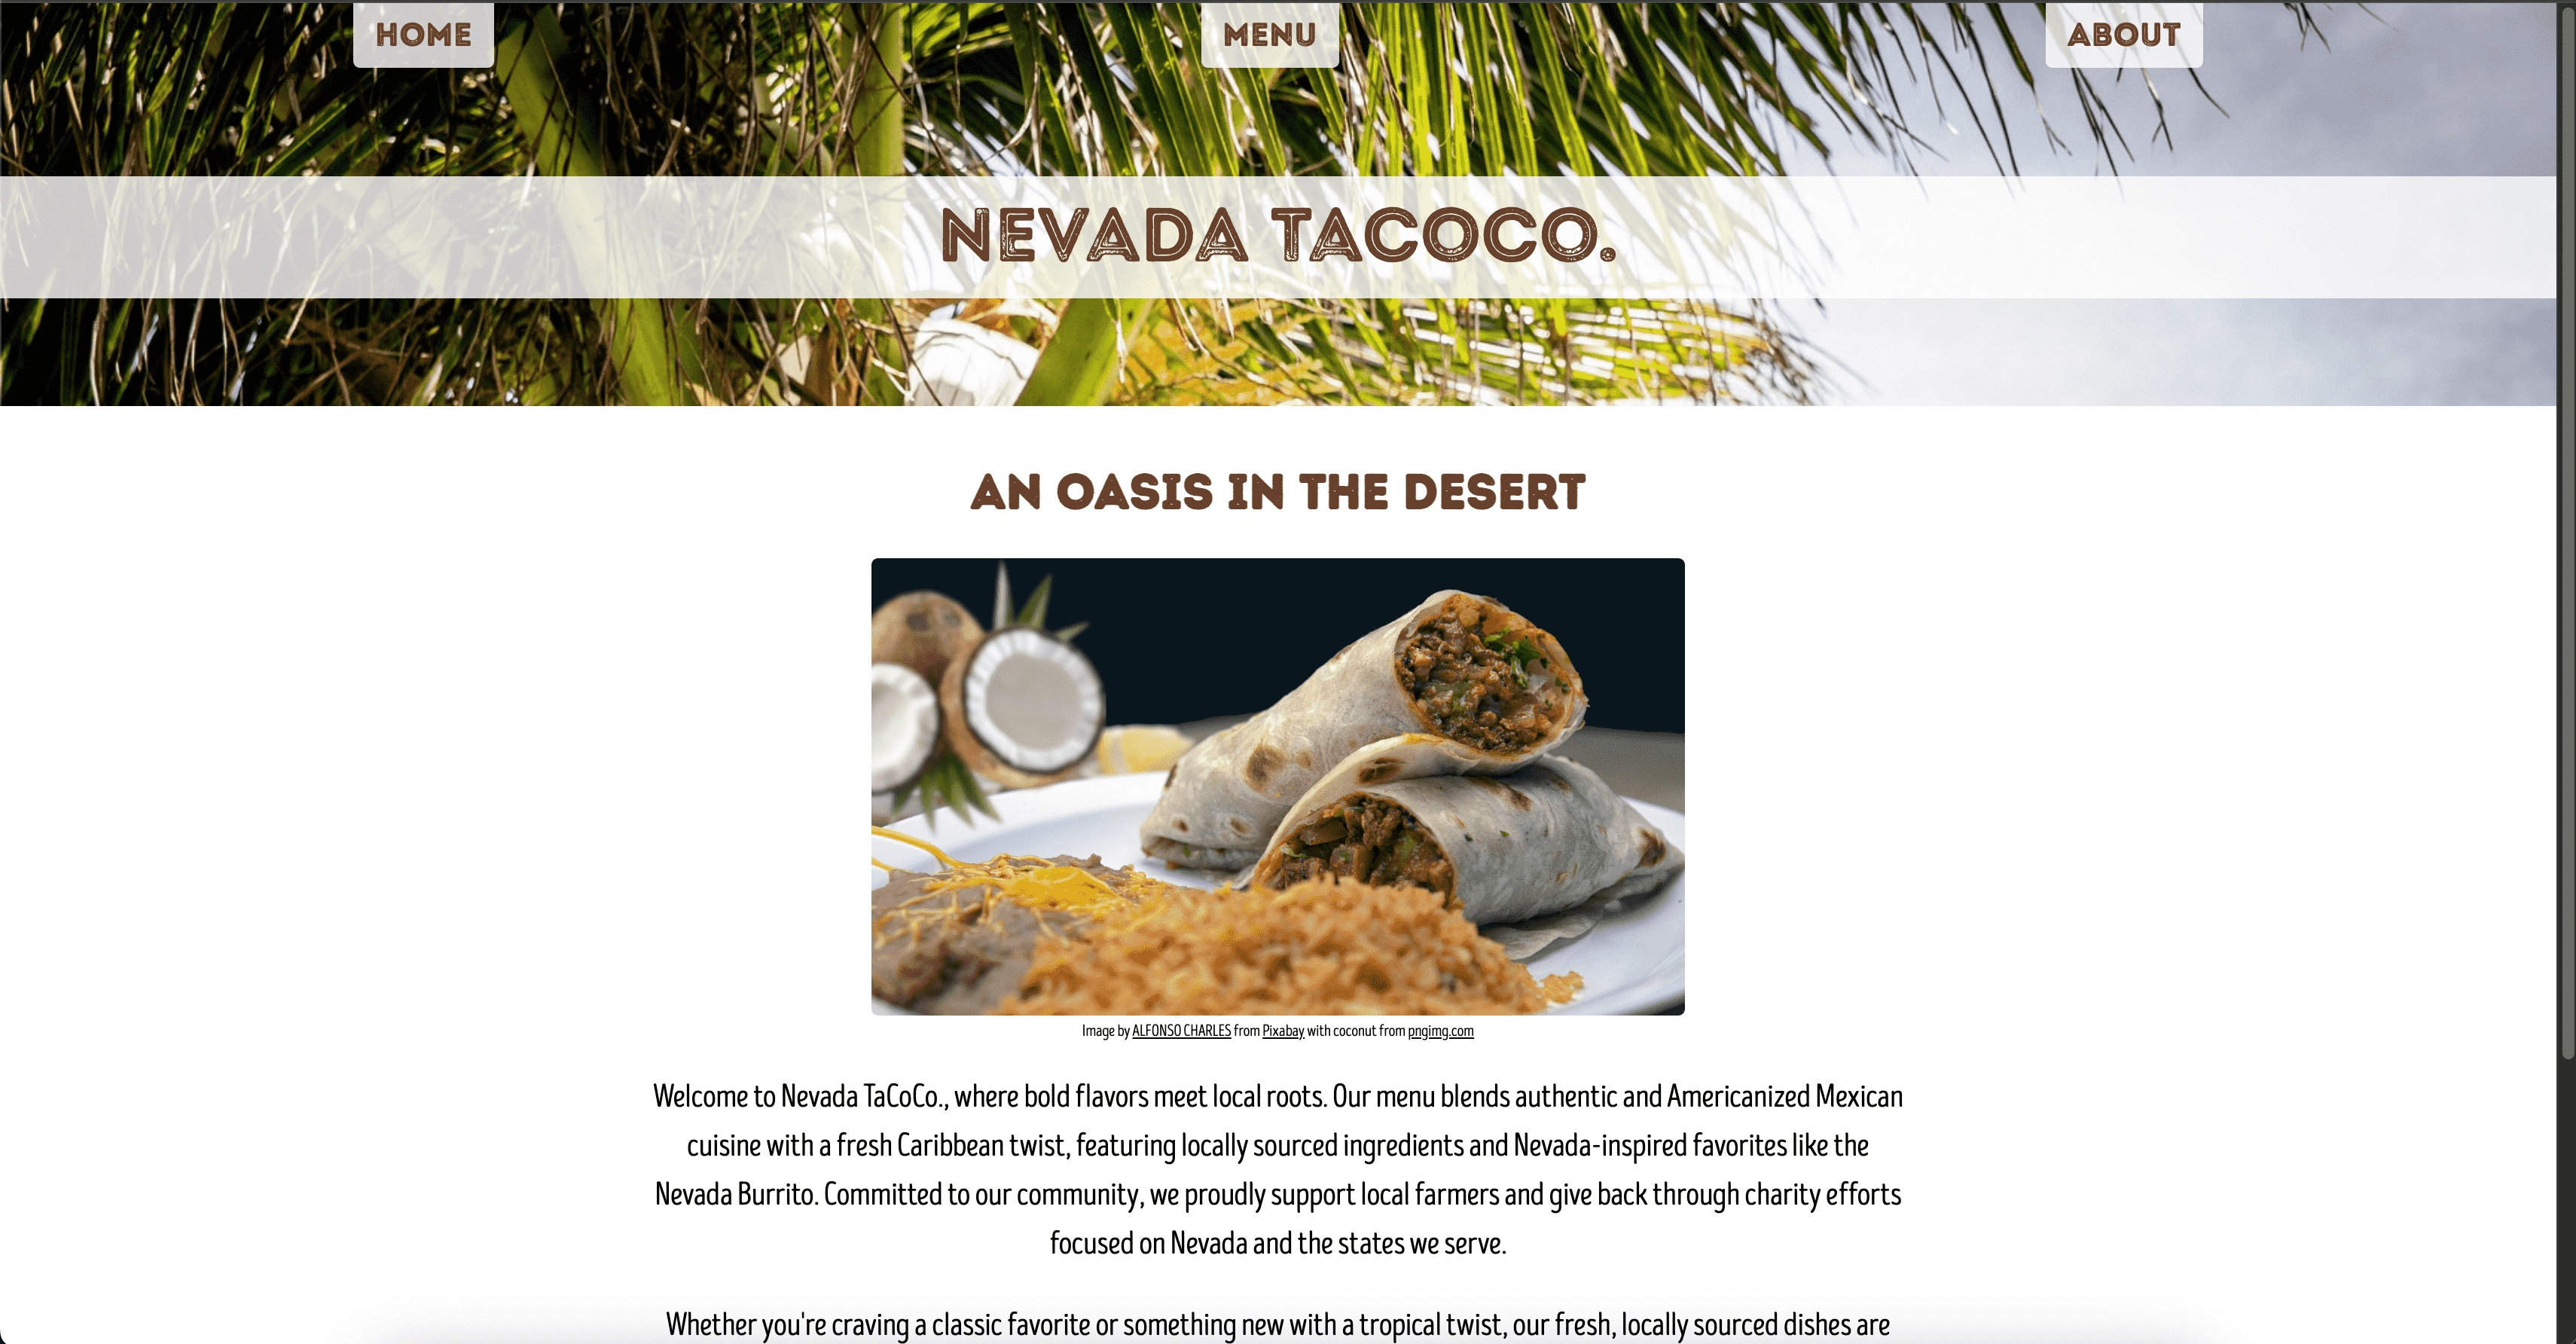 HOME
MENU
ABOUT
NEVADA TACOCO.
AN OASIS IN THE DESERT
Image by ALFONSO CHARLES from Pixabay with coconut from pngimg.com
Welcome to Nevada TaCoCo., where bold flavors meet local roots. Our menu blends authentic and Americanized Mexican
cuisine with a fresh Caribbean twist, featuring locally sourced ingredients and Nevada-inspired favorites like the
Nevada Burrito. Committed to our community, we proudly support local farmers and give back through charity efforts
focused on Nevada and the states we serve.
Whether you're craving a classic favorite or something new with a tropical twist, our fresh, locally sourced dishes are